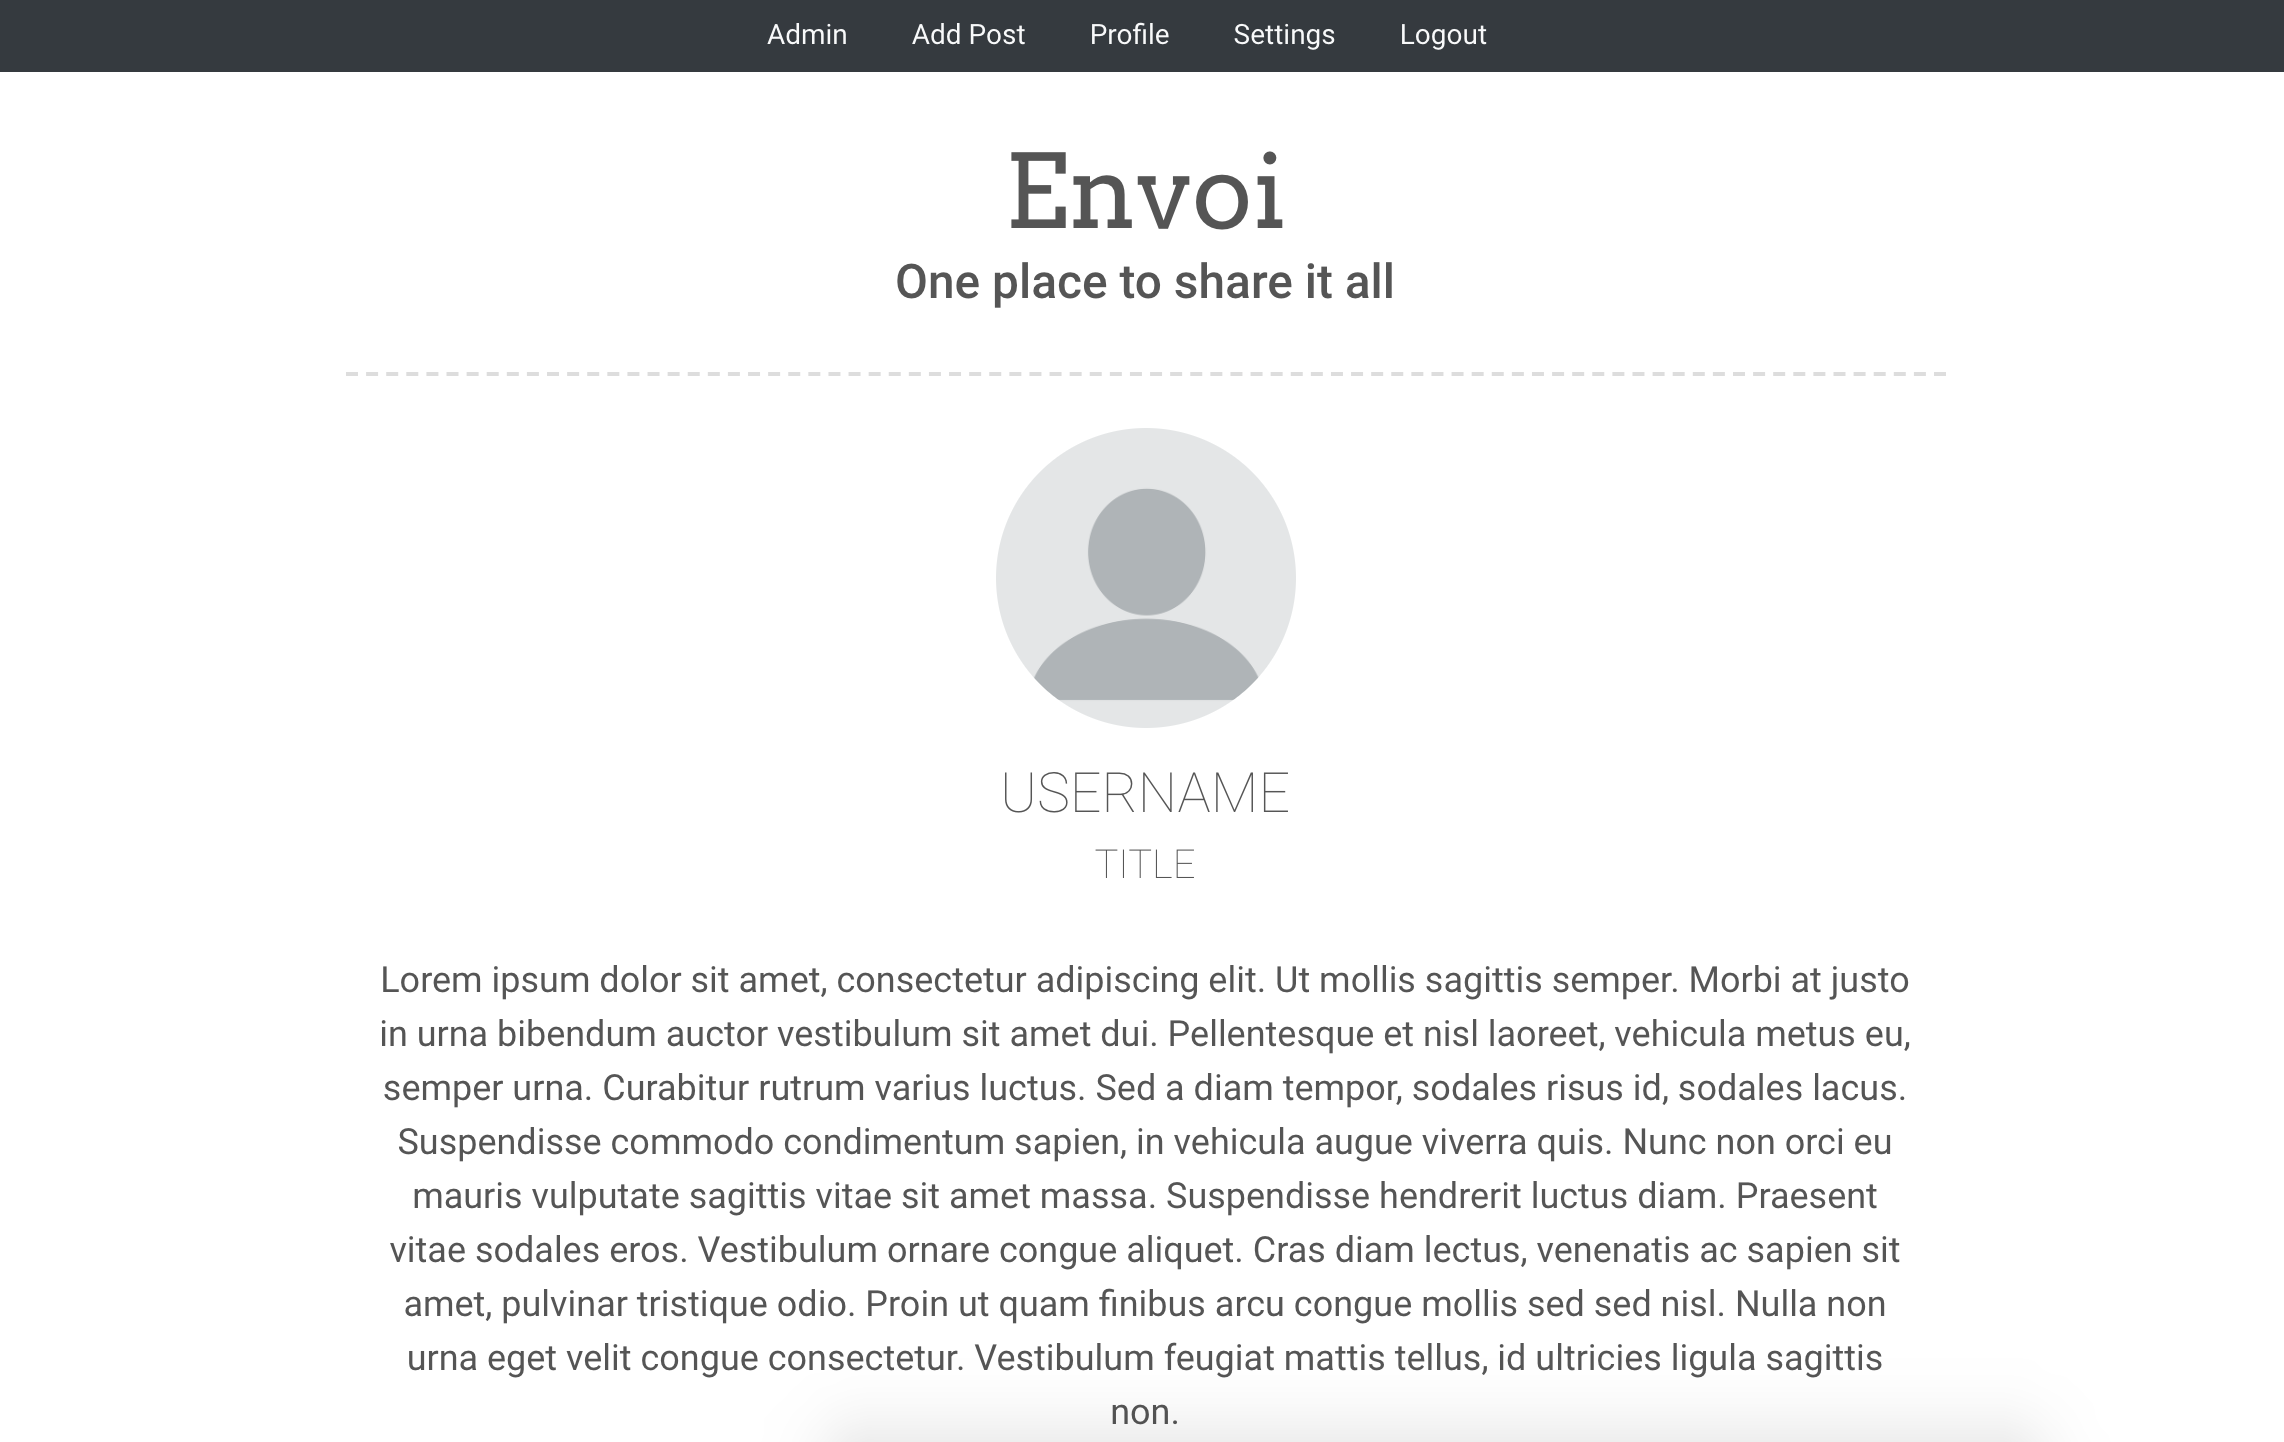 Admin Add Post Profile Settings Logout
Envoi
One place to share it all
USERNAME
TITLE
Lorem ipsum dolor sit amet, consectetur adipiscing elit. Ut mollis sagittis semper. Morbi at justo
in urna bibendum auctor vestibulum sit amet dui. Pellentesque et nisl laoreet, vehicula metus eu,
semper urna. Curabitur rutrum varius luctus. Sed a diam tempor, sodales risus id, sodales lacus.
Suspendisse commodo condimentum sapien, in vehicula augue viverra quis. Nunc non orci eu
mauris vulputate sagittis vitae sit amet massa. Suspendisse hendrerit luctus diam. Praesent
vitae sodales eros. Vestibulum ornare congue aliquet. Cras diam lectus, venenatis ac sapien sit
amet, pulvinar tristique odio. Proin ut quam finibus arcu congue mollis sed sed nisl. Nulla non
urna eget velit congue consectetur. Vestibulum feugiat mattis tellus, id ultricies ligula sagittis
non.